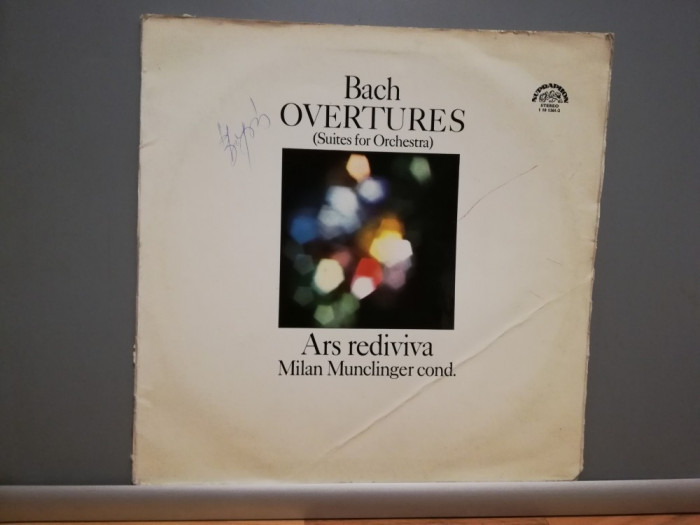 Bach
OVERTURES
(Suites for Orchestra)
SUPRAPHON
STEREO
Ars rediviva
Milan Munclinger cond.